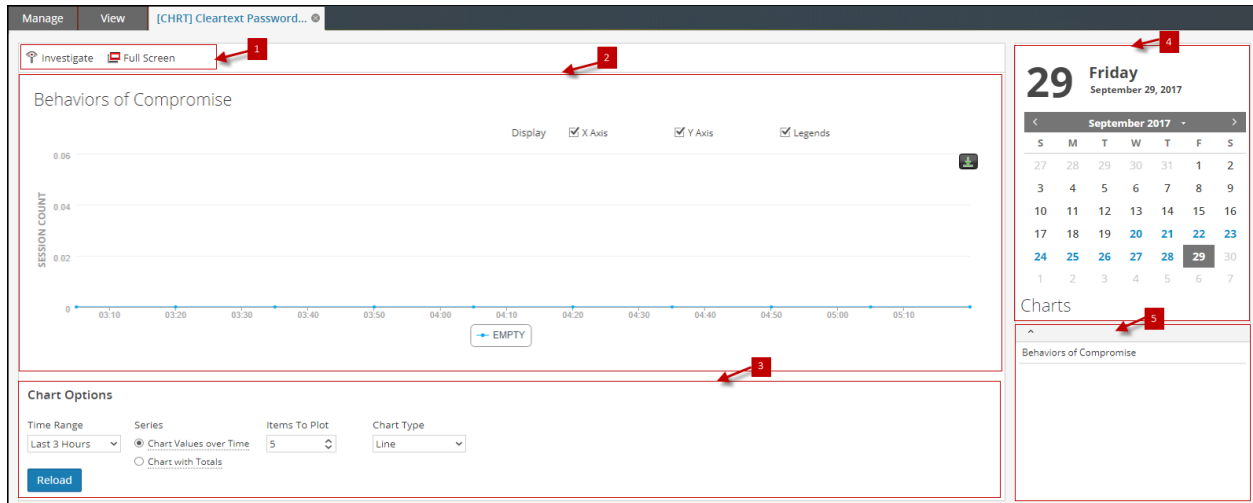 Manage View [CHRT] Cleartext Password...
Investigate Full Screen
1
2
Behaviors of Compromise
Display X Axis Y Axis Legends
SESSION COUNT
0.06
0.04
0.02
0
03:10 03:20 03:30 03:40 03:50 04:00 04:10 04:20 04:30 04:40 04:50 05:00 05:10
EMPTY
3
Chart Options
Time Range Series Items To Plot Chart Type
Last 3 Hours Chart Values over Time 5 Line
Chart with Totals
Reload
4
29 Friday
September 29, 2017
September 2017
S M T W T F S
27 28 29 30 31 1 2
3 4 5 6 7 8 9
10 11 12 13 14 15 16
17 18 19 20 21 22 23
24 25 26 27 28 29 30
1 2 3 4 5 6 7
Charts
5
Behaviors of Compromise